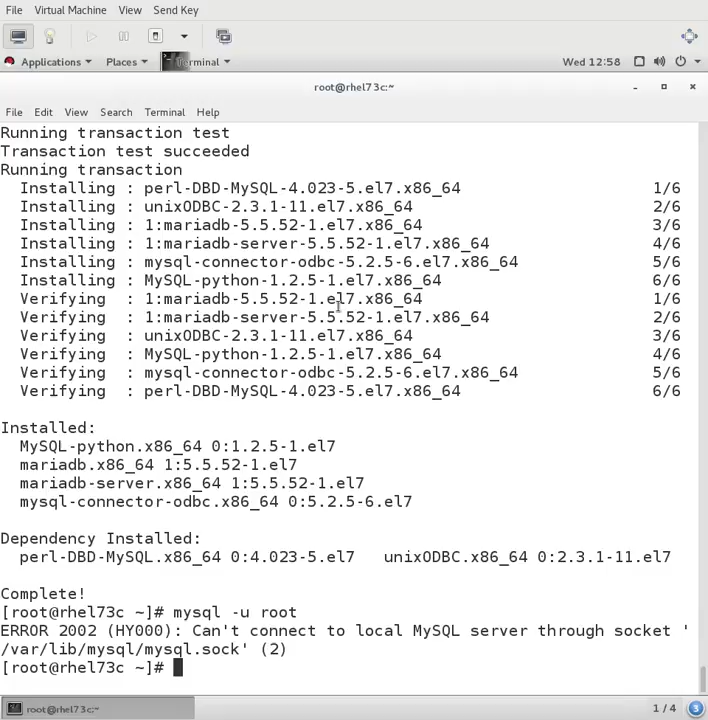 File Virtual Machine View Send Key
Applications Places Terminal Wed 12:58
root@rhel73c:~
File Edit View Search Terminal Help
Running transaction test
Transaction test succeeded
Running transaction
Installing : perl-DBD-MySQL-4.023-5.el7.x86_64 1/6
Installing : unixODBC-2.3.1-11.el7.x86_64 2/6
Installing : 1:mariadb-5.5.52-1.el7.x86_64 3/6
Installing : 1:mariadb-server-5.5.52-1.el7.x86_64 4/6
Installing : mysql-connector-odbc-5.2.5-6.el7.x86_64 5/6
Installing : MySQL-python-1.2.5-1.el7.x86_64 6/6
Verifying : 1:mariadb-5.5.52-1.el7.x86_64 1/6
Verifying : 1:mariadb-server-5.5.52-1.el7.x86_64 2/6
Verifying : unixODBC-2.3.1-11.el7.x86_64 3/6
Verifying : MySQL-python-1.2.5-1.el7.x86_64 4/6
Verifying : mysql-connector-odbc-5.2.5-6.el7.x86_64 5/6
Verifying : perl-DBD-MySQL-4.023-5.el7.x86_64 6/6
Installed:
MySQL-python.x86_64 0:1.2.5-1.el7
mariadb.x86_64 1:5.5.52-1.el7
mariadb-server.x86_64 1:5.5.52-1.el7
mysql-connector-odbc.x86_64 0:5.2.5-6.el7
Dependency Installed:
perl-DBD-MySQL.x86_64 0:4.023-5.el7 unixODBC.x86_64 0:2.3.1-11.el7
Complete!
[root@rhel73c ~]# mysql -u root
ERROR 2002 (HY000): Can't connect to local MySQL server through socket '
/var/lib/mysql/mysql.sock' (2)
[root@rhel73c ~]#
root@rhel73c:~ 1 / 4 3